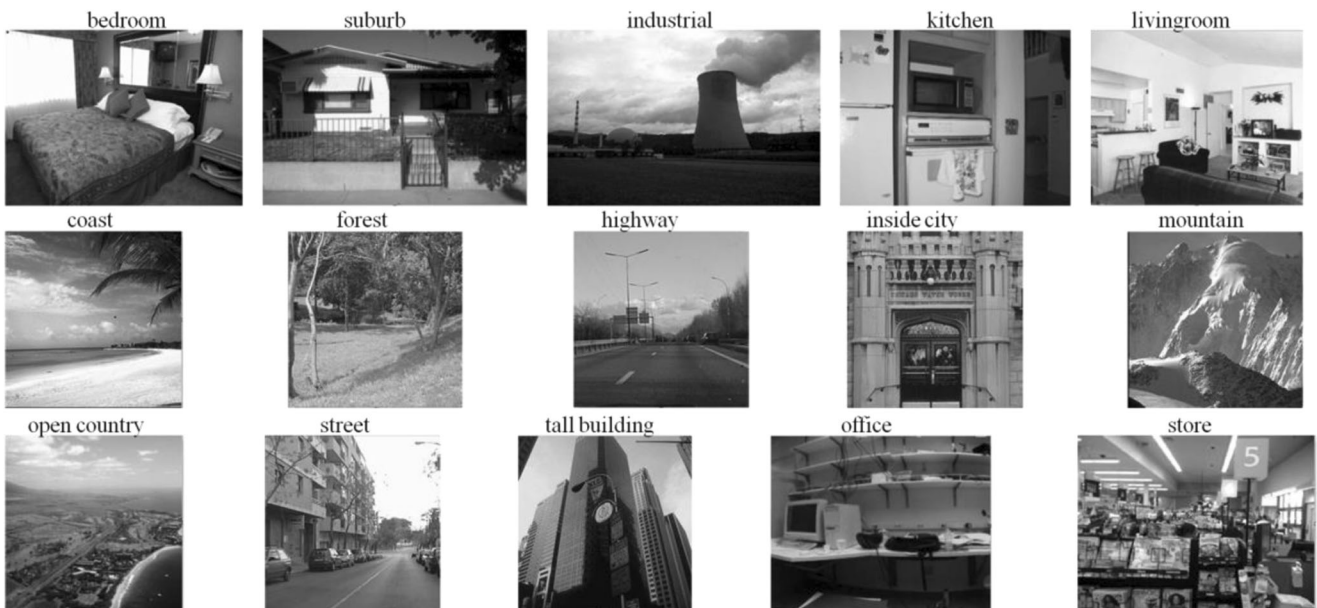 bedroom suburb industrial kitchen livingroom
coast forest highway inside city mountain
open country street tall building office store
5